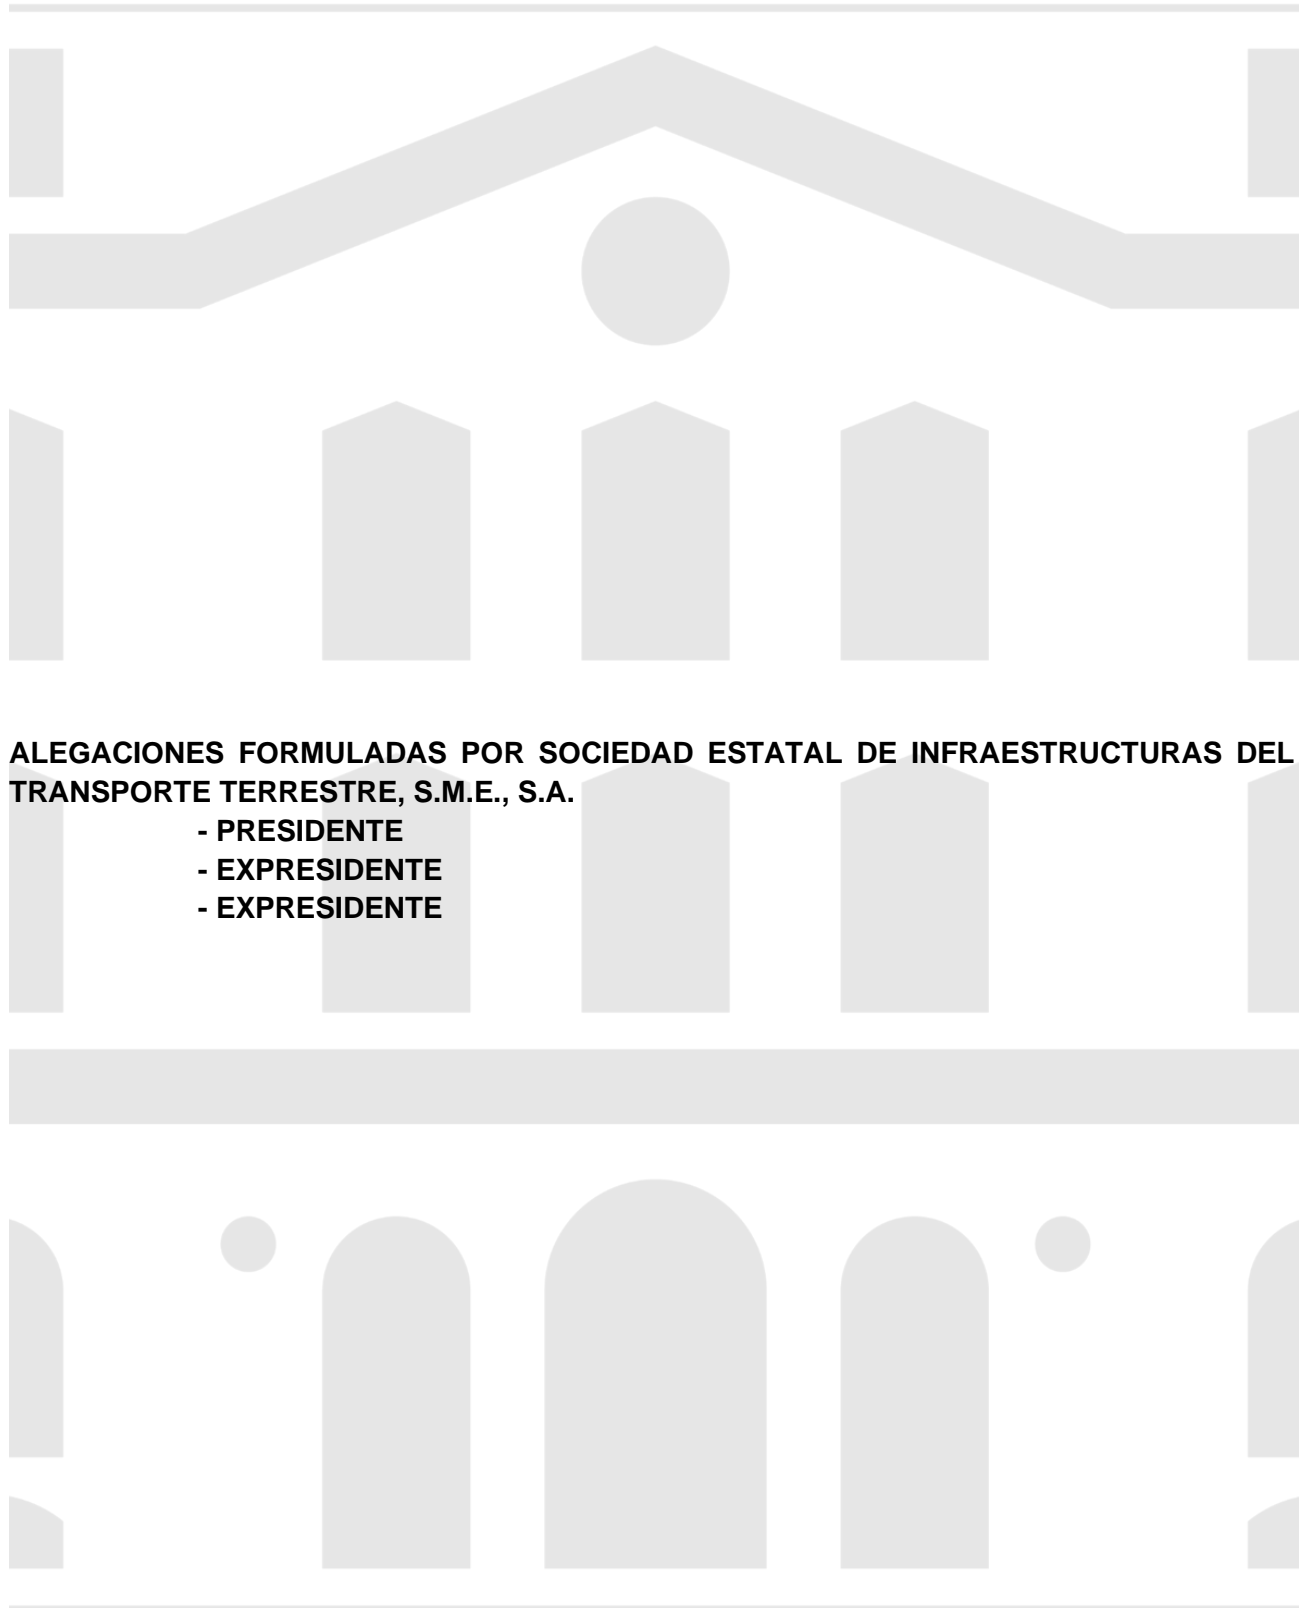 ALEGACIONES FORMULADAS POR SOCIEDAD ESTATAL DE INFRAESTRUCTURAS DEL
TRANSPORTE TERRESTRE, S.M.E., S.A.
- PRESIDENTE
- EXPRESIDENTE
- EXPRESIDENTE